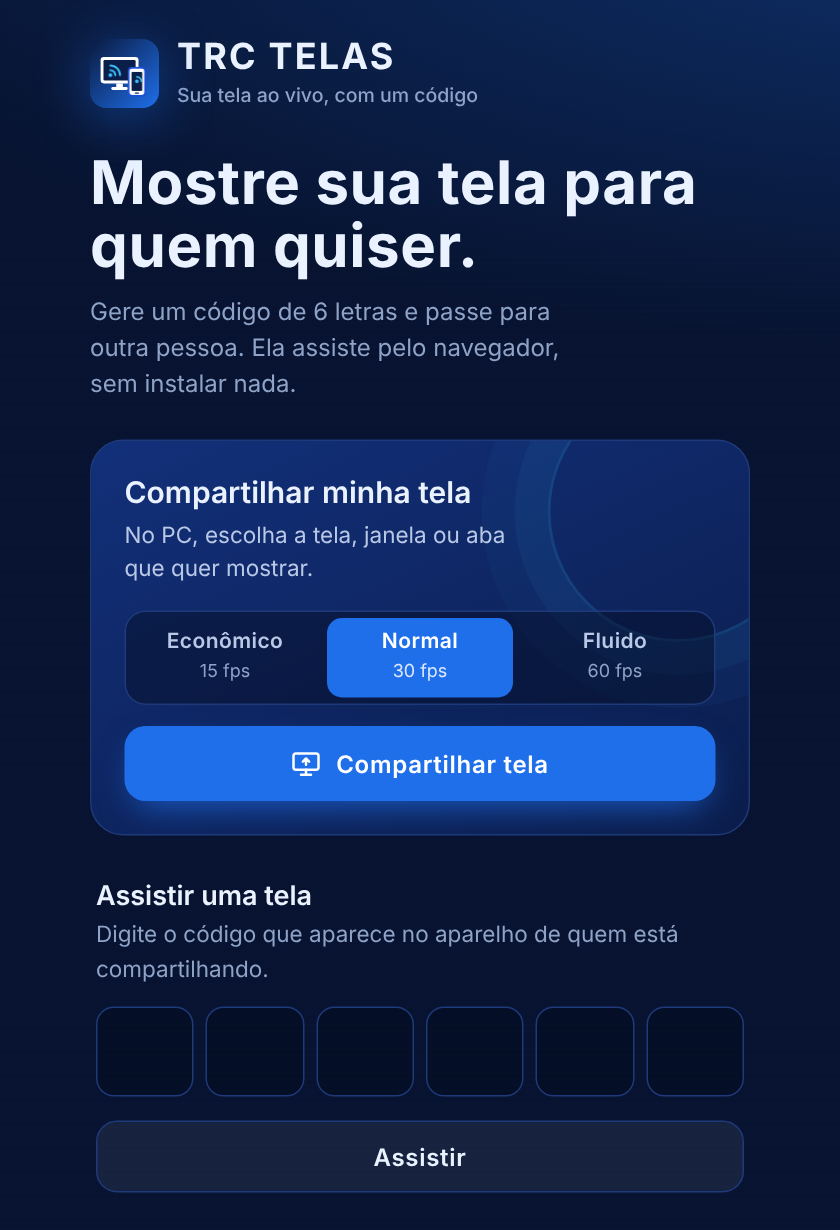 TRC TELAS
Sua tela ao vivo, com um código
Mostre sua tela para
quem quiser.
Gere um código de 6 letras e passe para
outra pessoa. Ela assiste pelo navegador,
sem instalar nada.
Compartilhar minha tela
No PC, escolha a tela, janela ou aba
que quer mostrar.
Econômico Normal Fluido
15 fps 30 fps 60 fps
Compartilhar tela
Assistir uma tela
Digite o código que aparece no aparelho de quem está
compartilhando.
Assistir